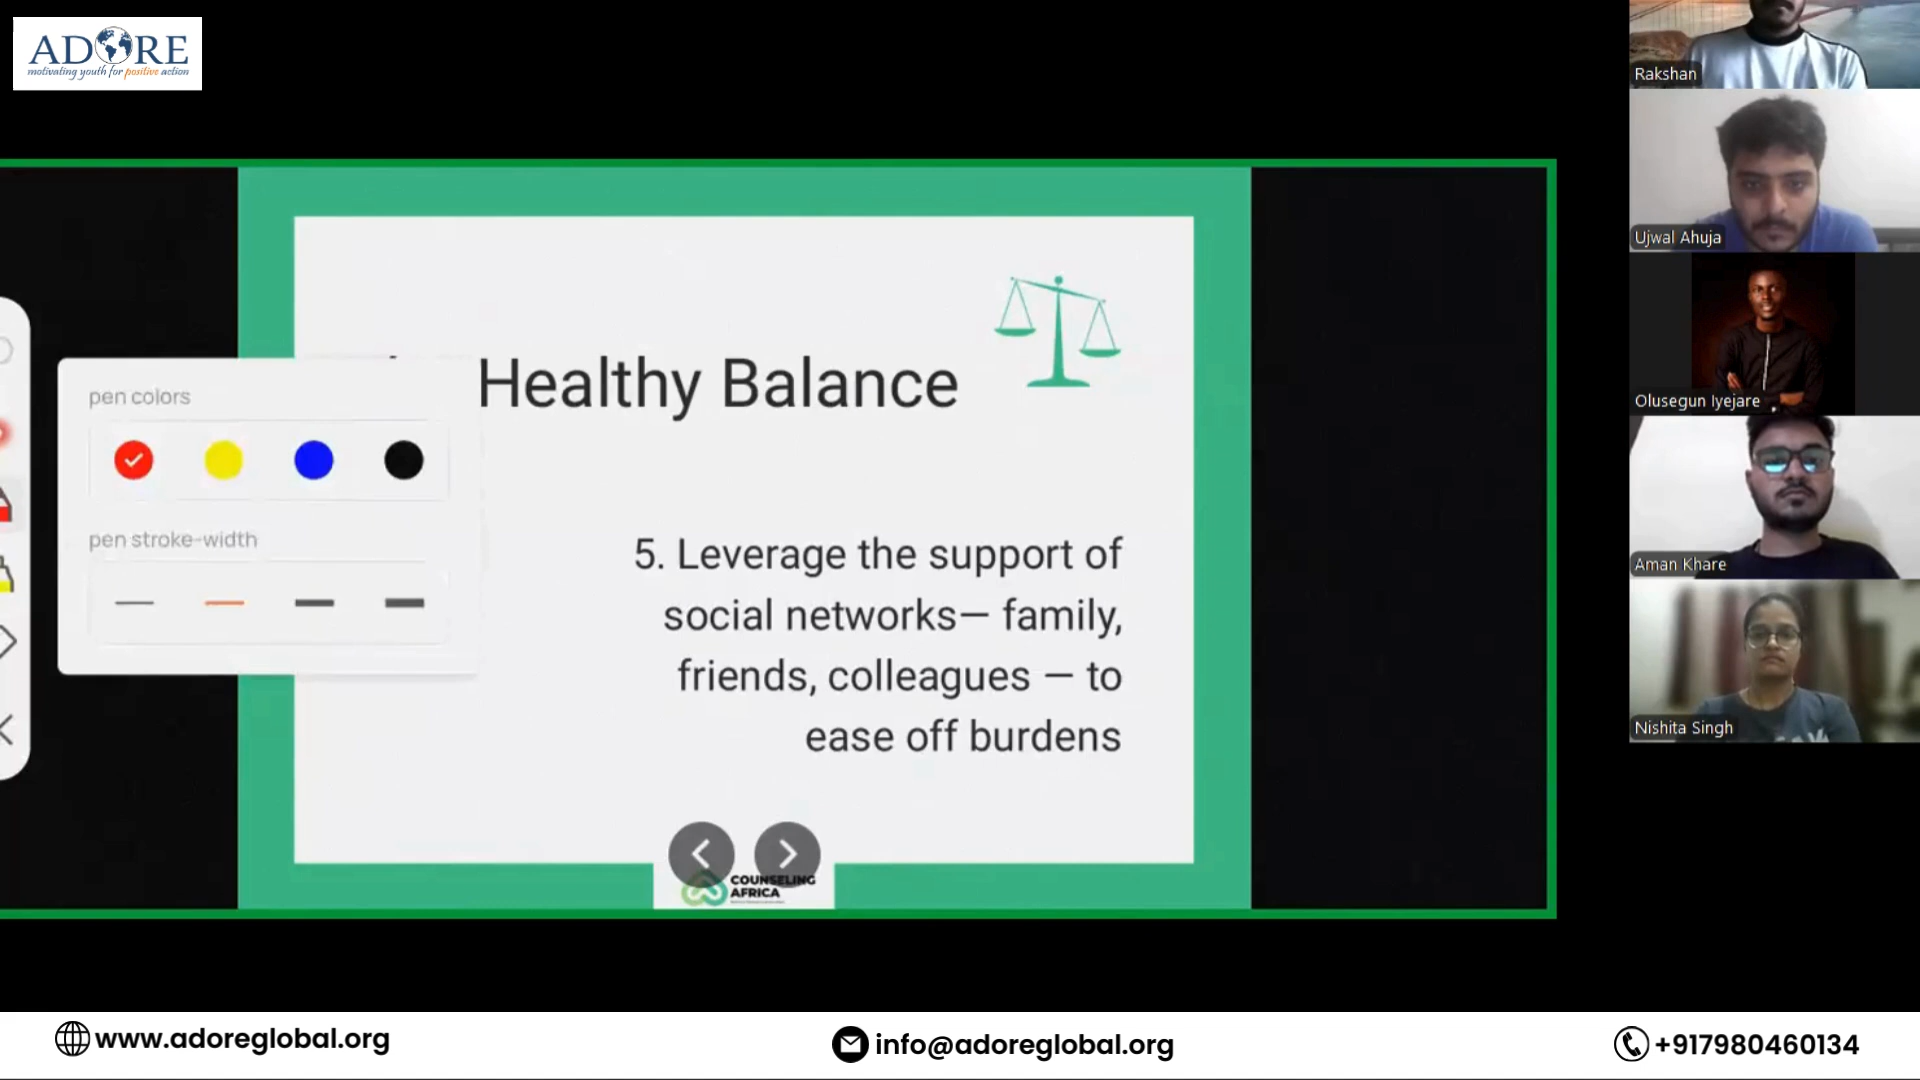 ADORE
motivating youth for positive action
Rakshan
Ujwal Ahuja
Olusegun Iyejare
Aman Khare
Nishita Singh
pen colors
pen stroke-width
Healthy Balance
5. Leverage the support of
social networks— family,
friends, colleagues — to
ease off burdens
COUNSELING
AFRICA
www.adoreglobal.org
info@adoreglobal.org
+917980460134